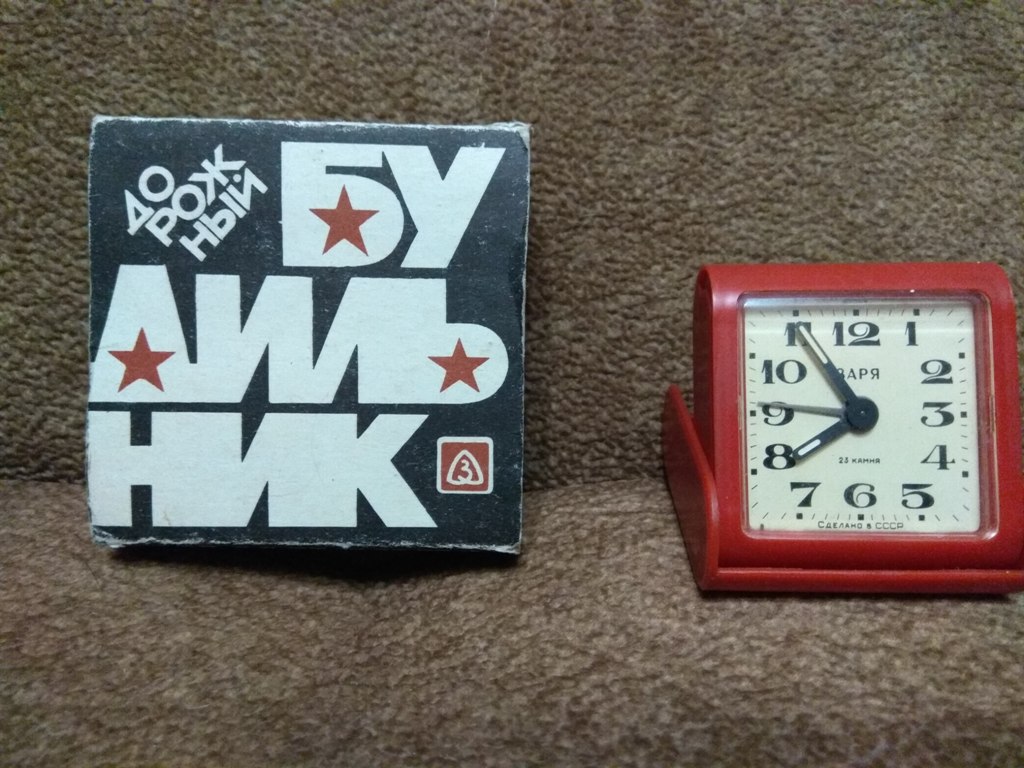 ДО
РОЖ
НЫЙ
БУ
ДИЛЬ
НИК
З
11 12 1
10 2
9 3
8 4
7 6 5
ЗАРЯ
23 КАМНЯ
СДЕЛАНО В СССР